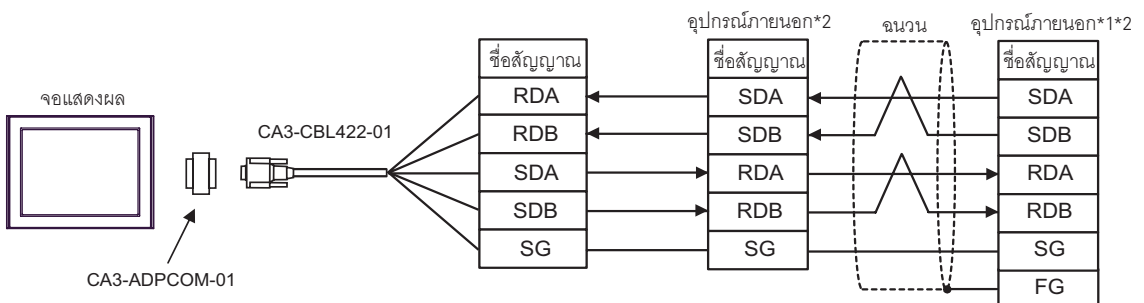 จอแสดงผล
CA3-ADPCOM-01
CA3-CBL422-01
ชื่อสัญญาณ
RDA
RDB
SDA
SDB
SG
อุปกรณ์ภายนอก*2
ชื่อสัญญาณ
SDA
SDB
RDA
RDB
SG
ฉนวน
อุปกรณ์ภายนอก*1*2
ชื่อสัญญาณ
SDA
SDB
RDA
RDB
SG
FG